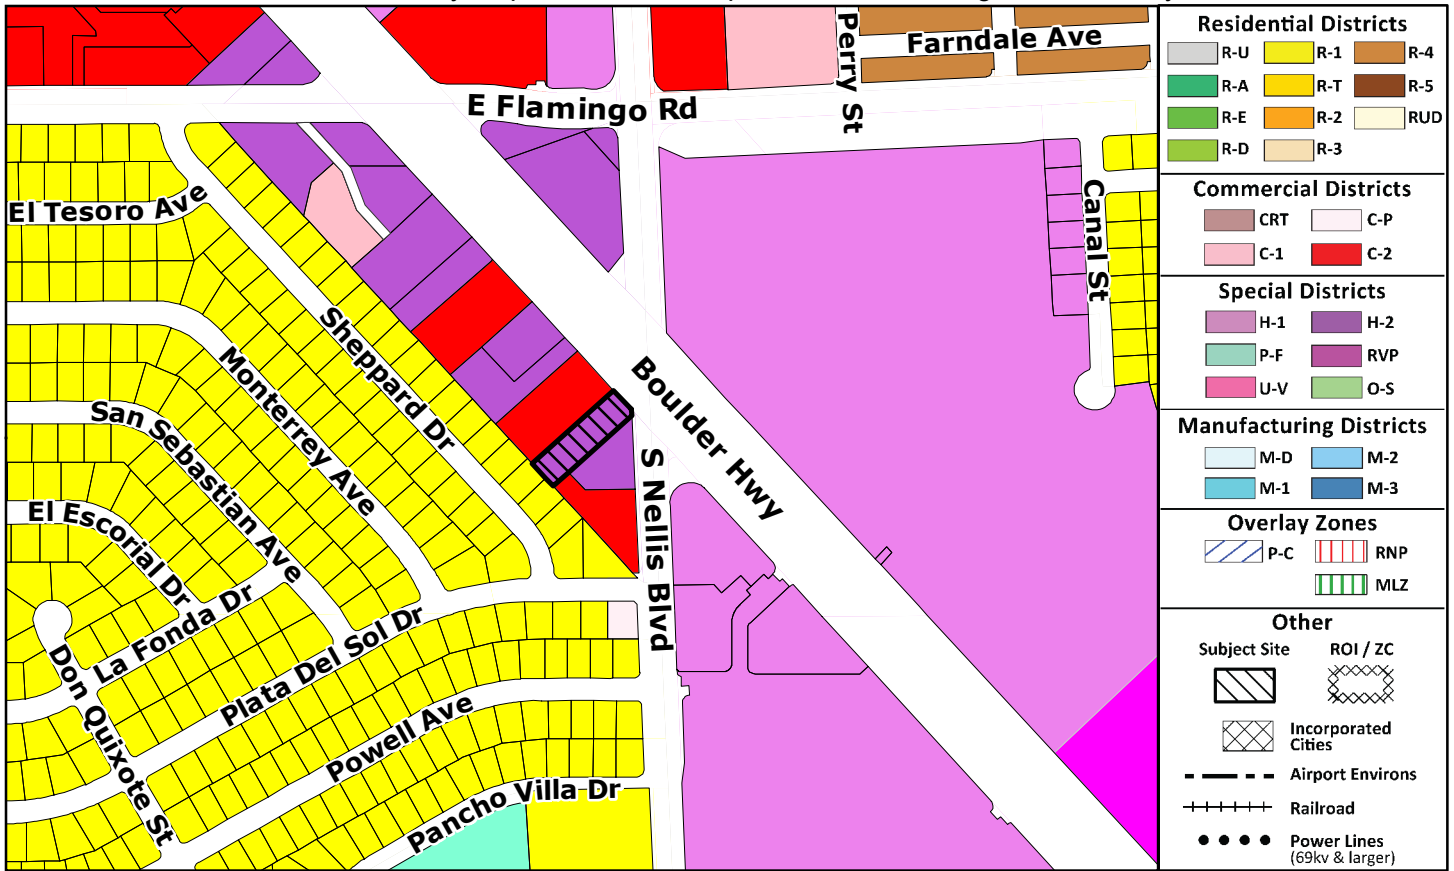 Perry St
Farndale Ave
E Flamingo Rd
El Tesoro Ave
Canal St
Sheppard Dr
Monterrey Ave
Boulder Hwy
San Sebastian Ave
S Nellis Blvd
El Escorial Dr
La Fonda Dr
Plata Del Sol Dr
Don Quixote St
Powell Ave
Pancho Villa Dr
Residential Districts
R-U R-1 R-4
R-A R-T R-5
R-E R-2 RUD
R-D R-3
Commercial Districts
CRT C-P
C-1 C-2
Special Districts
H-1 H-2
P-F RVP
U-V O-S
Manufacturing Districts
M-D M-2
M-1 M-3
Overlay Zones
P-C RNP
MLZ
Other
Subject Site ROI / ZC
Incorporated
Cities
Airport Environs
Railroad
Power Lines
(69kv & larger)